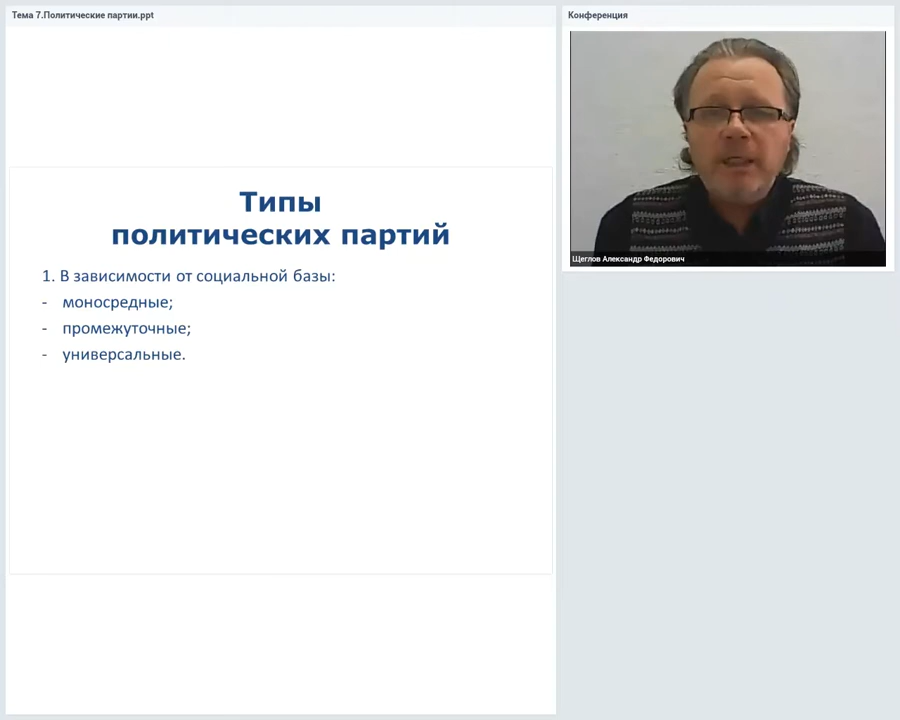 Тема 7.Политические партии.ppt
Конференция
Типы
политических партий
1. В зависимости от социальной базы:
- моносредные;
- промежуточные;
- универсальные.
Щеглов Александр Федорович